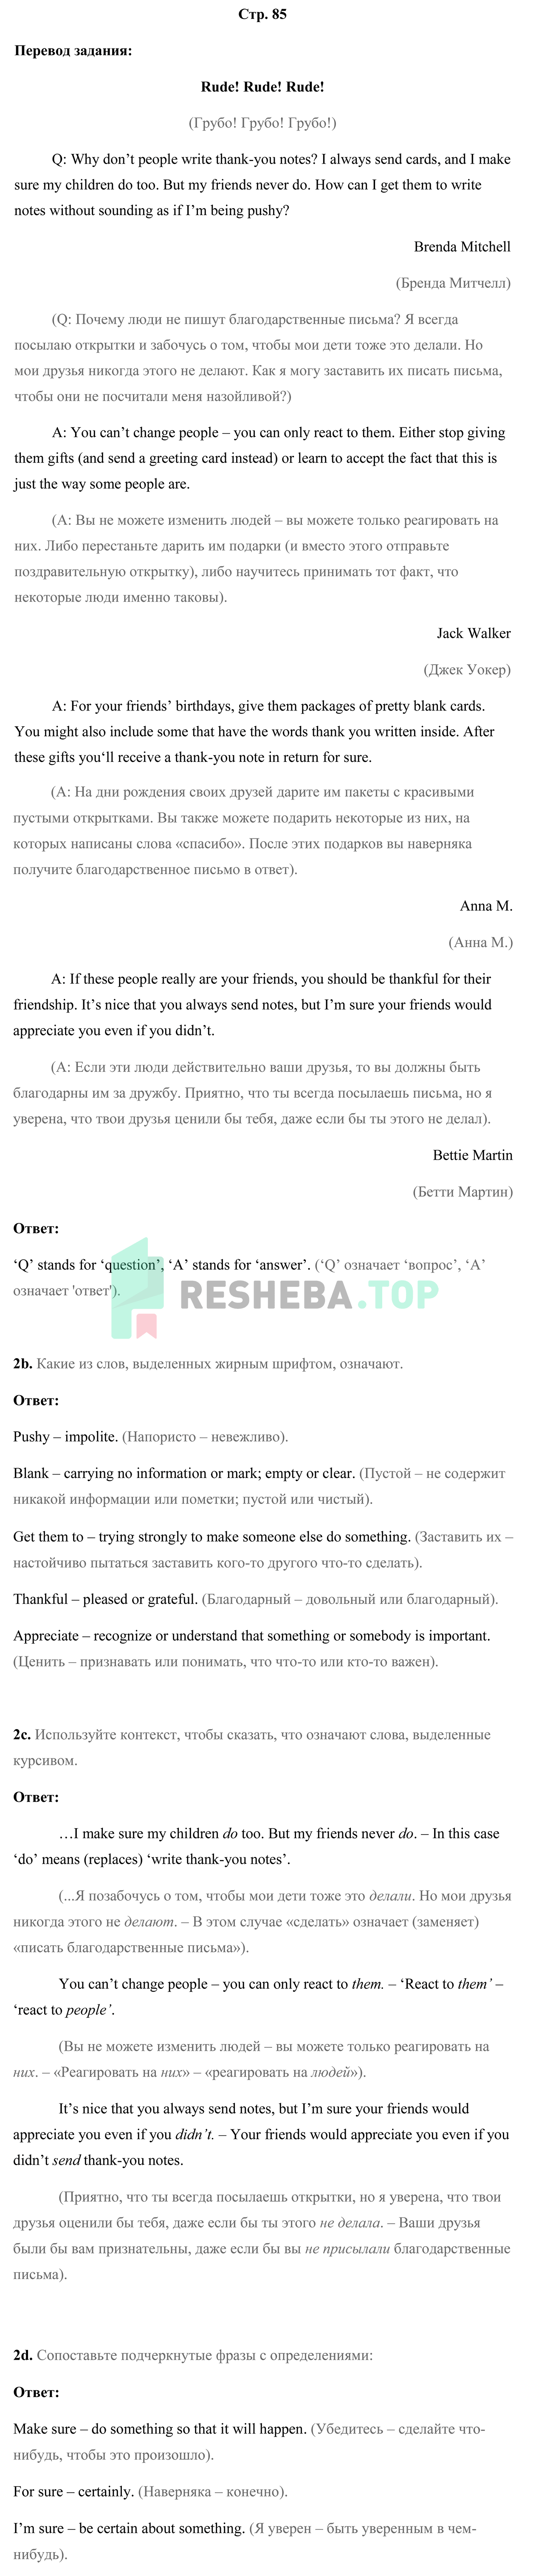 Стр. 85
Перевод задания:
Rude! Rude! Rude!
(Грубо! Грубо! Грубо!)
Q: Why don’t people write thank-you notes? I always send cards, and I make
sure my children do too. But my friends never do. How can I get them to write
notes without sounding as if I’m being pushy?
Brenda Mitchell
(Бренда Митчелл)
(Q: Почему люди не пишут благодарственные письма? Я всегда
посылаю открытки и забочусь о том, чтобы мои дети тоже это делали. Но
мои друзья никогда этого не делают. Как я могу заставить их писать письма,
чтобы они не посчитали меня назойливой?)
A: You can’t change people – you can only react to them. Either stop giving
them gifts (and send a greeting card instead) or learn to accept the fact that this is
just the way some people are.
(A: Вы не можете изменить людей – вы можете только реагировать на
них. Либо перестаньте дарить им подарки (и вместо этого отправьте
поздравительную открытку), либо научитесь принимать тот факт, что
некоторые люди именно таковы).
Jack Walker
(Джек Уокер)
A: For your friends’ birthdays, give them packages of pretty blank cards.
You might also include some that have the words thank you written inside. After
these gifts you‘ll receive a thank-you note in return for sure.
(A: На дни рождения своих друзей дарите им пакеты с красивыми
пустыми открытками. Вы также можете подарить некоторые из них, на
которых написаны слова «спасибо». После этих подарков вы наверняка
получите благодарственное письмо в ответ).
Anna M.
(Анна М.)
A: If these people really are your friends, you should be thankful for their
friendship. It’s nice that you always send notes, but I’m sure your friends would
appreciate you even if you didn’t.
(A: Если эти люди действительно ваши друзья, то вы должны быть
благодарны им за дружбу. Приятно, что ты всегда посылаешь письма, но я
уверена, что твои друзья ценили бы тебя, даже если бы ты этого не делал).
Bettie Martin
(Бетти Мартин)
Ответ:
‘Q’ stands for ‘question’, ‘A’ stands for ‘answer’. (‘Q’ означает ‘вопрос’, ‘A’
означает 'ответ').
RESHEBA.TOP
2b. Какие из слов, выделенных жирным шрифтом, означают.
Ответ:
Pushy – impolite. (Напористо – невежливо).
Blank – carrying no information or mark; empty or clear. (Пустой – не содержит
никакой информации или пометки; пустой или чистый).
Get them to – trying strongly to make someone else do something. (Заставить их –
настойчиво пытаться заставить кого-то другого что-то сделать).
Thankful – pleased or grateful. (Благодарный – довольный или благодарный).
Appreciate – recognize or understand that something or somebody is important.
(Ценить – признавать или понимать, что что-то или кто-то важен).
2c. Используйте контекст, чтобы сказать, что означают слова, выделенные
курсивом.
Ответ:
…I make sure my children do too. But my friends never do. – In this case
‘do’ means (replaces) ‘write thank-you notes’.
(...Я позабочусь о том, чтобы мои дети тоже это делали. Но мои друзья
никогда этого не делают. – В этом случае «сделать» означает (заменяет)
«писать благодарственные письма»).
You can’t change people – you can only react to them. – ‘React to them’ –
‘react to people’.
(Вы не можете изменить людей – вы можете только реагировать на
них. – «Реагировать на них» – «реагировать на людей»).
It’s nice that you always send notes, but I’m sure your friends would
appreciate you even if you didn’t. – Your friends would appreciate you even if you
didn’t send thank-you notes.
(Приятно, что ты всегда посылаешь открытки, но я уверена, что твои
друзья оценили бы тебя, даже если бы ты этого не делала. – Ваши друзья
были бы вам признательны, даже если бы вы не присылали благодарственные
письма).
2d. Сопоставьте подчеркнутые фразы с определениями:
Ответ:
Make sure – do something so that it will happen. (Убедитесь – сделайте что-
нибудь, чтобы это произошло).
For sure – certainly. (Наверняка – конечно).
I’m sure – be certain about something. (Я уверен – быть уверенным в чем-
нибудь).